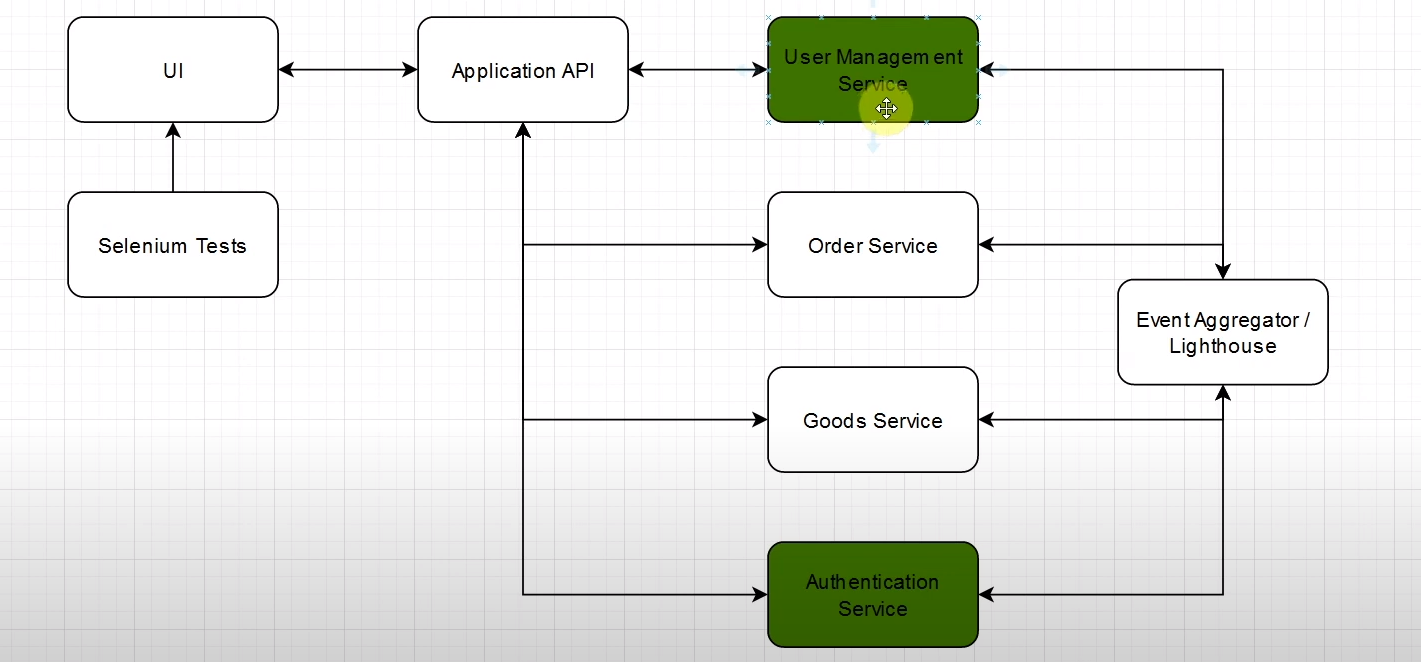 UI
Application API
User Management
Service
Selenium Tests
Order Service
Event Aggregator /
Lighthouse
Goods Service
Authentication
Service